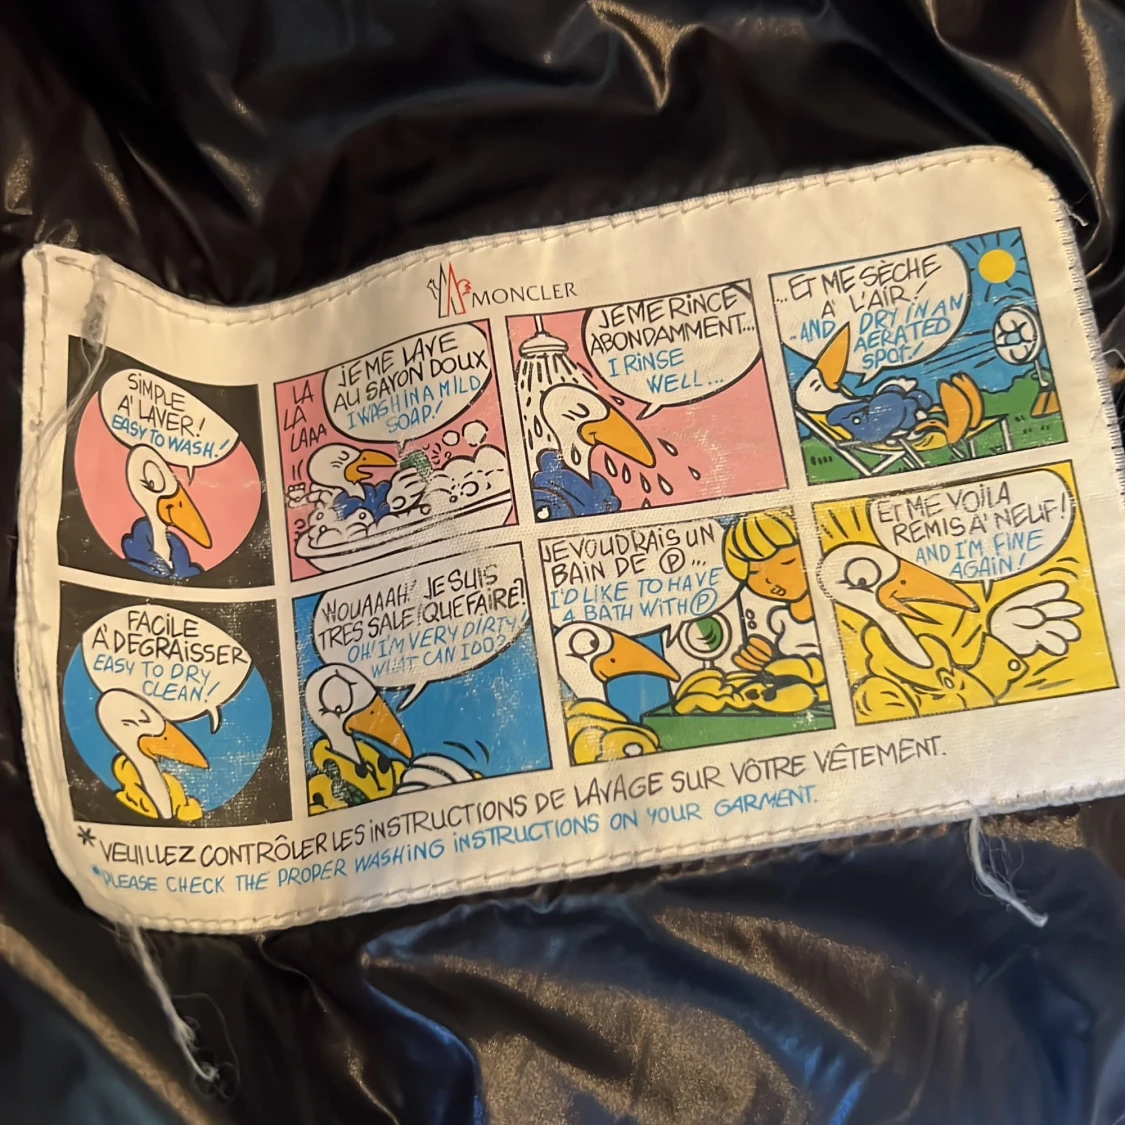 MONCLER
SIMPLE
A' LAVER!
EASY TO WASH!
LA
LA
LAAA
JE ME LAVE
AU SAVON DOUX
I WASH IN A MILD
SOAP!
JE ME RINCE
ABONDAMMENT...
I RINSE
WELL...
...ET ME SÈCHE
A' L'AIR!
-AND DRY IN AN
AERATED
SPOT!
FACILE
A' DEGRAISSER
EASY TO DRY
CLEAN!
WOUAAAH! JE SUIS
TRES SALE! QUE FAIRE?
OH! I'M VERY DIRTY,
WHAT CAN I DO?
JE VOUDRAIS UN
BAIN DE Ⓟ...
I'D LIKE TO HAVE
A BATH WITH Ⓟ
ET ME VOILA
REMIS A' NEUF!
AND I'M FINE
AGAIN!
* VEUILLEZ CONTRÔLER LES INSTRUCTIONS DE LAVAGE SUR VÔTRE VÊTEMENT.
*PLEASE CHECK THE PROPER WASHING INSTRUCTIONS ON YOUR GARMENT.